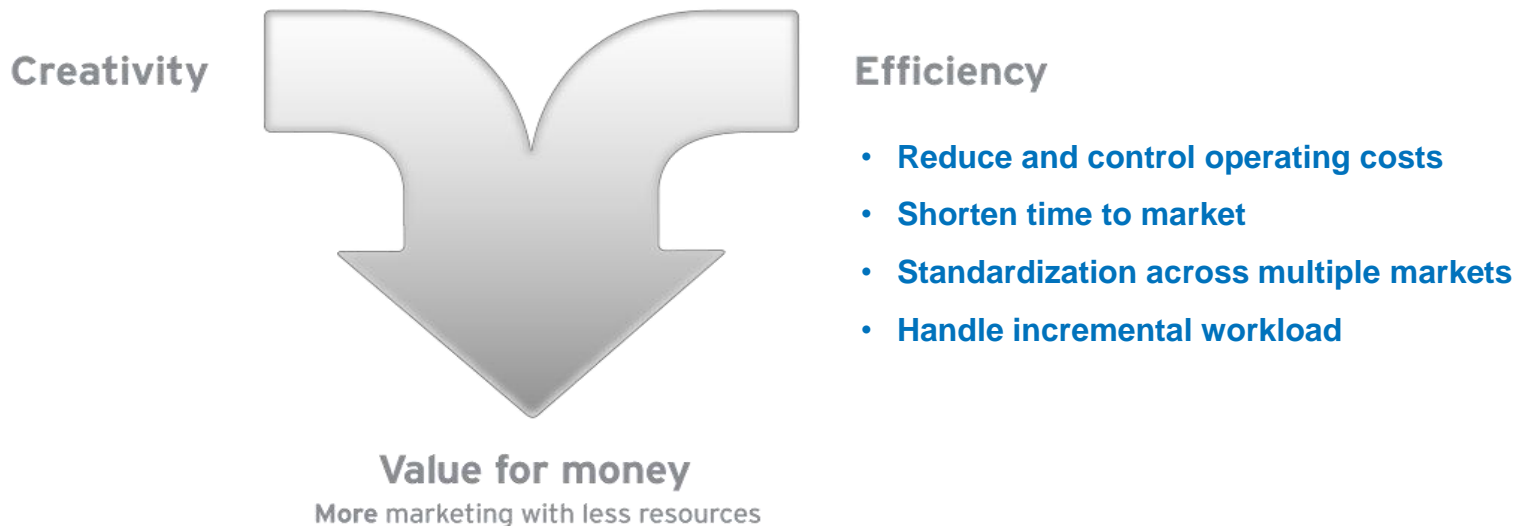 Creativity
Efficiency
• Reduce and control operating costs
• Shorten time to market
• Standardization across multiple markets
• Handle incremental workload
Value for money
More marketing with less resources